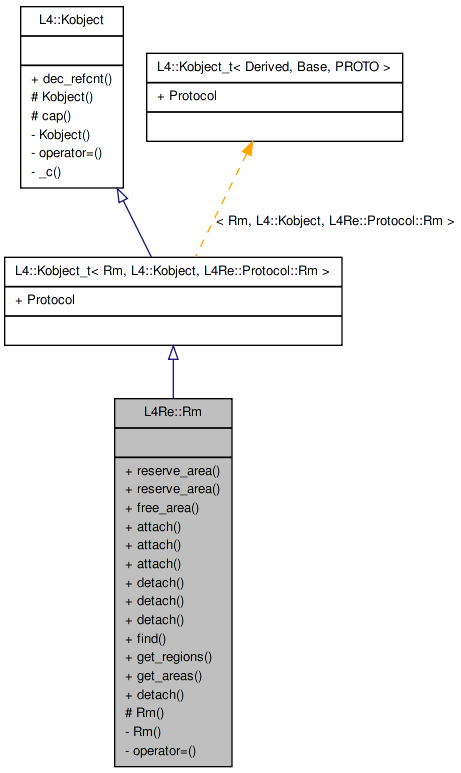 L4::Kobject
+ dec_refcnt()
# Kobject()
# cap()
- Kobject()
- operator=()
- _c()
L4::Kobject_t< Derived, Base, PROTO >
+ Protocol
< Rm, L4::Kobject, L4Re::Protocol::Rm >
L4::Kobject_t< Rm, L4::Kobject, L4Re::Protocol::Rm >
+ Protocol
L4Re::Rm
+ reserve_area()
+ reserve_area()
+ free_area()
+ attach()
+ attach()
+ attach()
+ detach()
+ detach()
+ detach()
+ find()
+ get_regions()
+ get_areas()
+ detach()
# Rm()
- Rm()
- operator=()